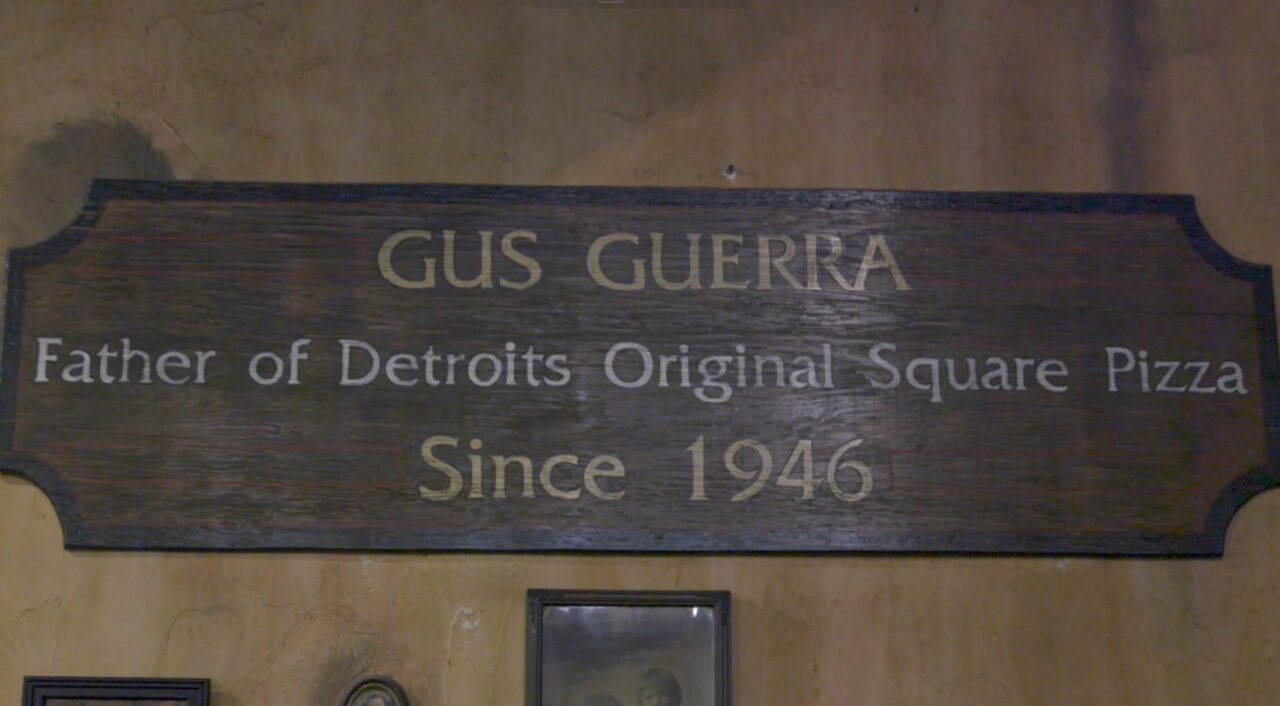 GUS GUERRA
Father of Detroits Original Square Pizza
Since 1946